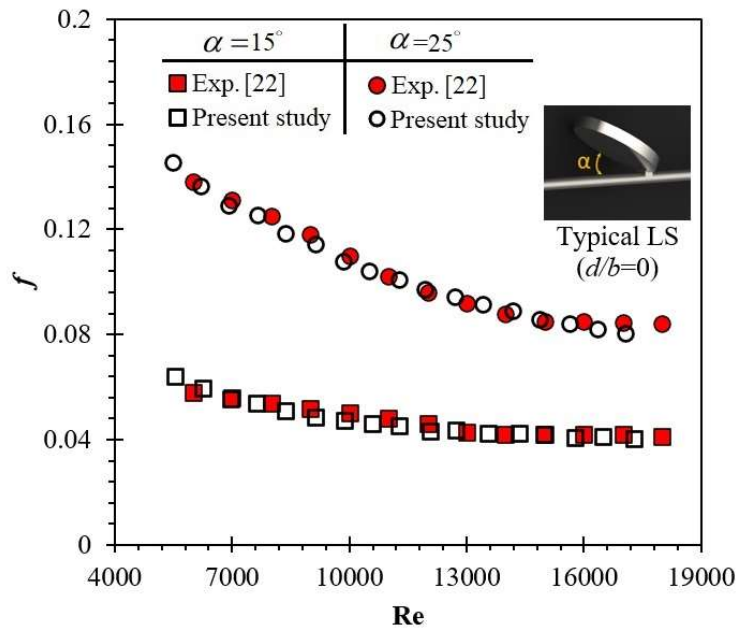 0.2
α =15° α =25°
Exp. [22] Exp. [22]
Present study Present study
0.16
α
Typical LS
(d/b=0)
0.12
f
0.08
0.04
0
4000 7000 10000 13000 16000 19000
Re